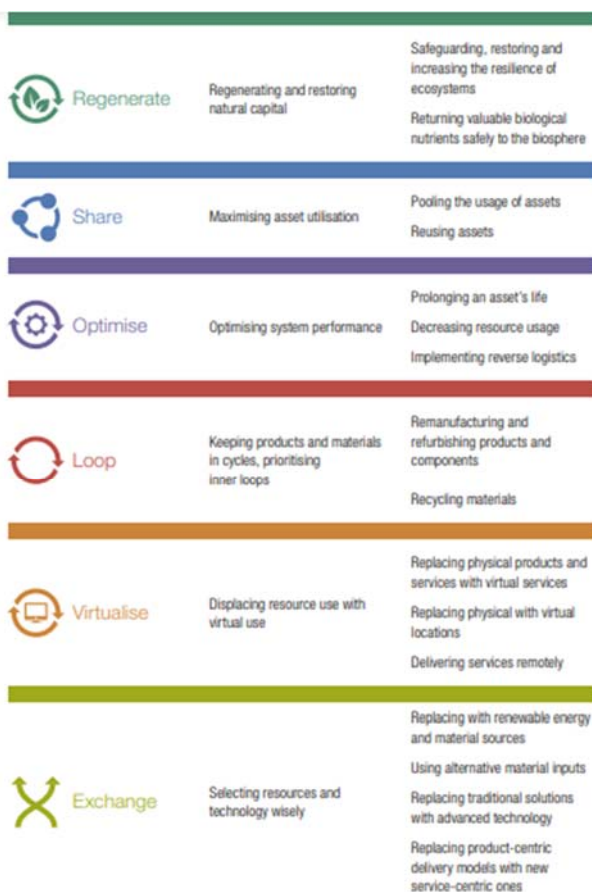 Regenerate
Regenerating and restoring
natural capital
Safeguarding, restoring and
increasing the resilience of
ecosystems
Returning valuable biological
nutrients safely to the biosphere
Share
Maximising asset utilisation
Pooling the usage of assets
Reusing assets
Optimise
Optimising system performance
Prolonging an asset's life
Decreasing resource usage
Implementing reverse logistics
Loop
Keeping products and materials
in cycles, prioritising
inner loops
Remanufacturing and
refurbishing products and
components
Recycling materials
Virtualise
Displacing resource use with
virtual use
Replacing physical products and
services with virtual services
Replacing physical with virtual
locations
Delivering services remotely
Exchange
Selecting resources and
technology wisely
Replacing with renewable energy
and material sources
Using alternative material inputs
Replacing traditional solutions
with advanced technology
Replacing product-centric
delivery models with new
service-centric ones